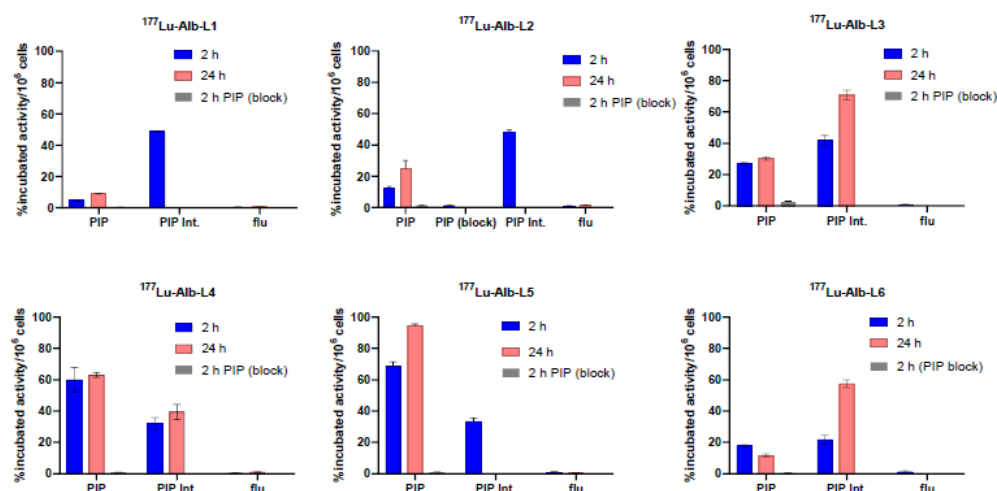 177Lu-Alb-L1
%incubated activity/10^6 cells
100
80
60
40
20
0
2 h
24 h
2 h PIP (block)
PIP
PIP Int.
flu
177Lu-Alb-L2
%incubated activity/10^6 cells
100
80
60
40
20
0
2 h
24 h
2 h PIP (block)
PIP
PIP (block)
PIP Int.
flu
177Lu-Alb-L3
%incubated activity/10^6 cells
100
80
60
40
20
0
2 h
24 h
2 h PIP (block)
PIP
PIP Int.
flu
177Lu-Alb-L4
%incubated activity/10^6 cells
100
80
60
40
20
0
2 h
24 h
2 h PIP (block)
PIP
PIP Int.
flu
177Lu-Alb-L5
%incubated activity/10^6 cells
100
80
60
40
20
0
2 h
24 h
2 h PIP (block)
PIP
PIP Int.
flu
177Lu-Alb-L6
%incubated activity/10^6 cells
100
80
60
40
20
0
2 h
24 h
2 h (PIP block)
PIP
PIP Int.
flu